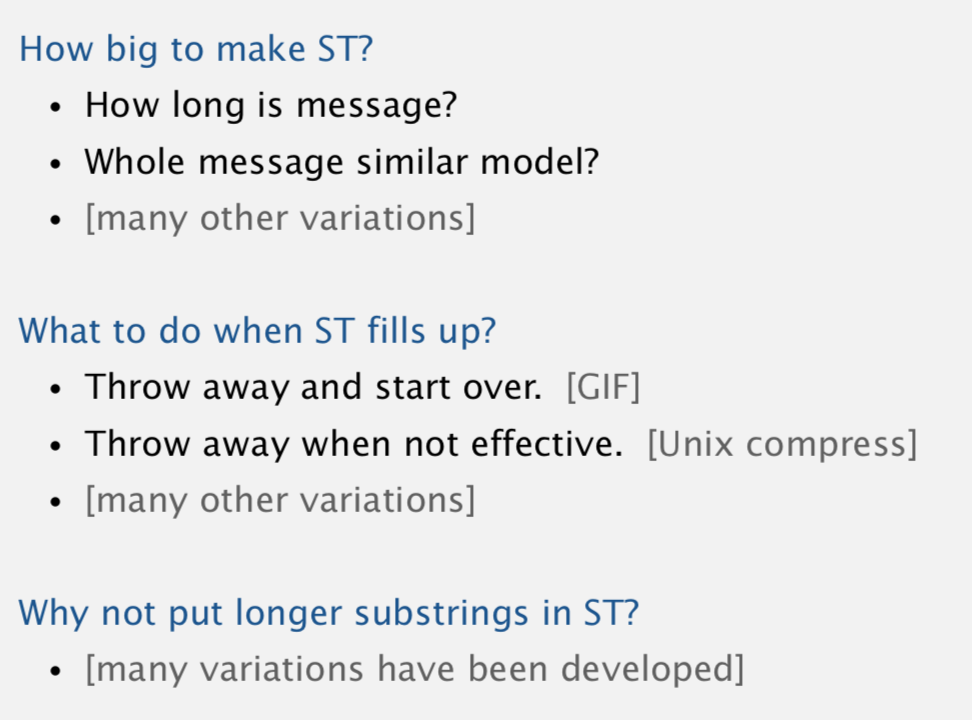 How big to make ST?
• How long is message?
• Whole message similar model?
• [many other variations]
What to do when ST fills up?
• Throw away and start over. [GIF]
• Throw away when not effective. [Unix compress]
• [many other variations]
Why not put longer substrings in ST?
• [many variations have been developed]